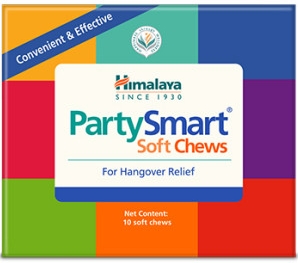 Convenient & Effective
Himalaya
SINCE 1930
PartySmart®
Soft Chews
For Hangover Relief
Net Content:
10 soft chews